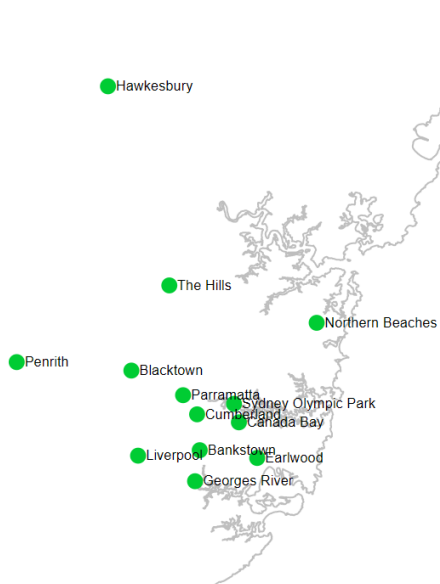 Hawkesbury
The Hills
Northern Beaches
Penrith
Blacktown
Parramatta
Sydney Olympic Park
Cumberland
Canada Bay
Bankstown
Liverpool
Earlwood
Georges River